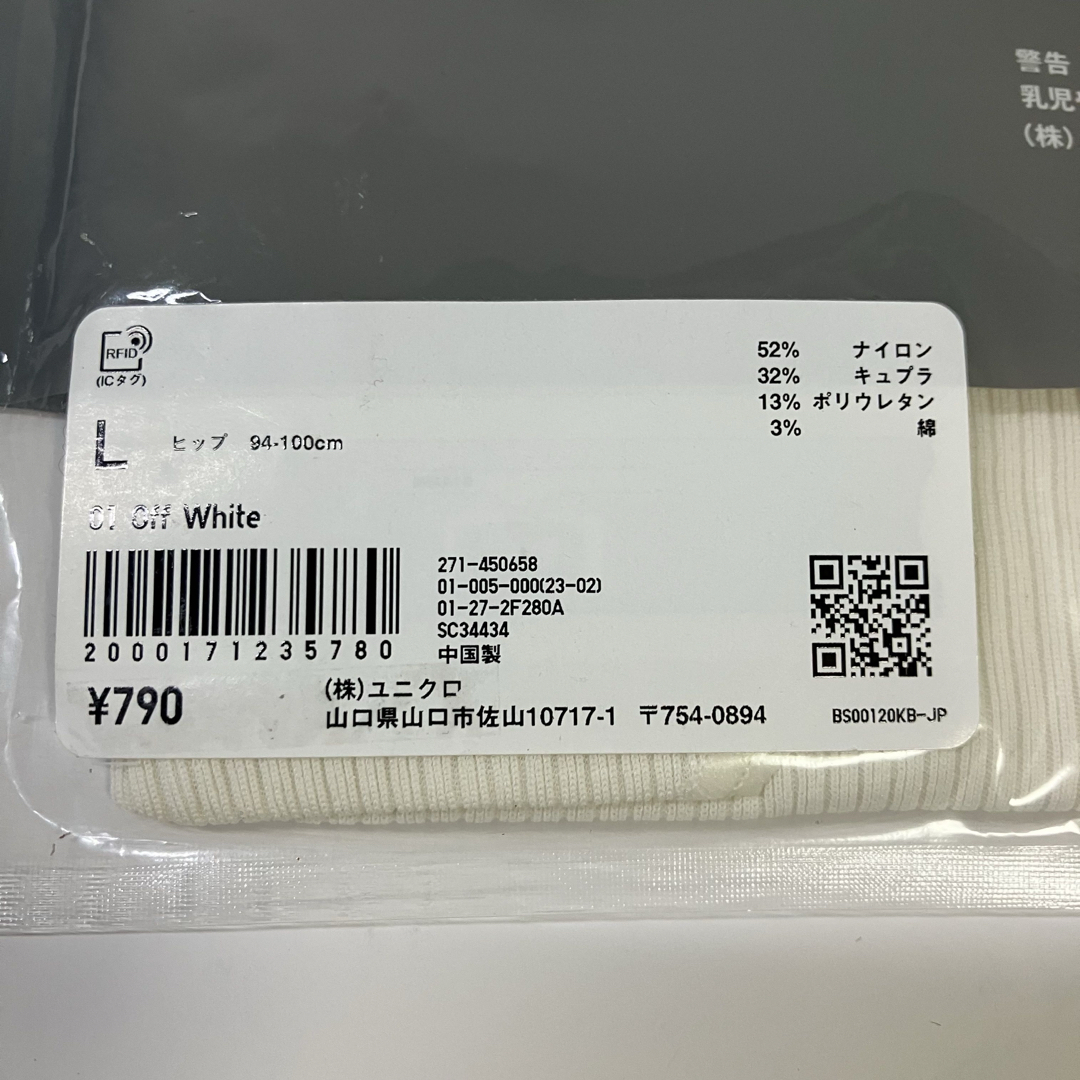 警告
乳児
(株)
RFID
(ICタグ)
52% ナイロン
32% キュプラ
13% ポリウレタン
3% 綿
L ヒップ 94-100cm
01 Off White
2000171235780
271-450658
01-005-000(23-02)
01-27-2F280A
SC34434
中国製
¥790
(株)ユニクロ
山口県山口市佐山10717-1 〒754-0894
BS00120KB-JP